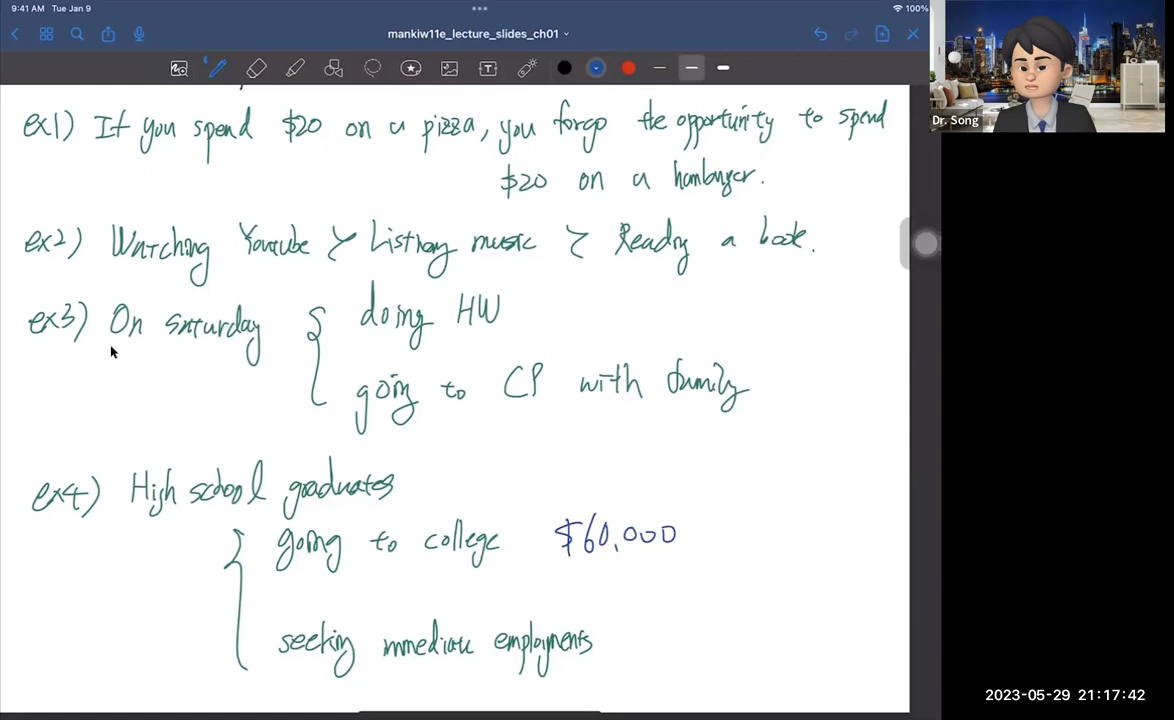 9:41 AM Tue Jan 9
100%
mankiw11e_lecture_slides_ch01
Dr. Song
ex1) If you spend $20 on a pizza, you forgo the opportunity to spend
$20 on a hamburger.
ex2) Watching Youtube > Listing music > Reading a book.
ex3) On saturday { doing HW
going to CP with family
ex4) High school graduates
{ going to college $60,000
seeking immediate employments
2023-05-29 21:17:42